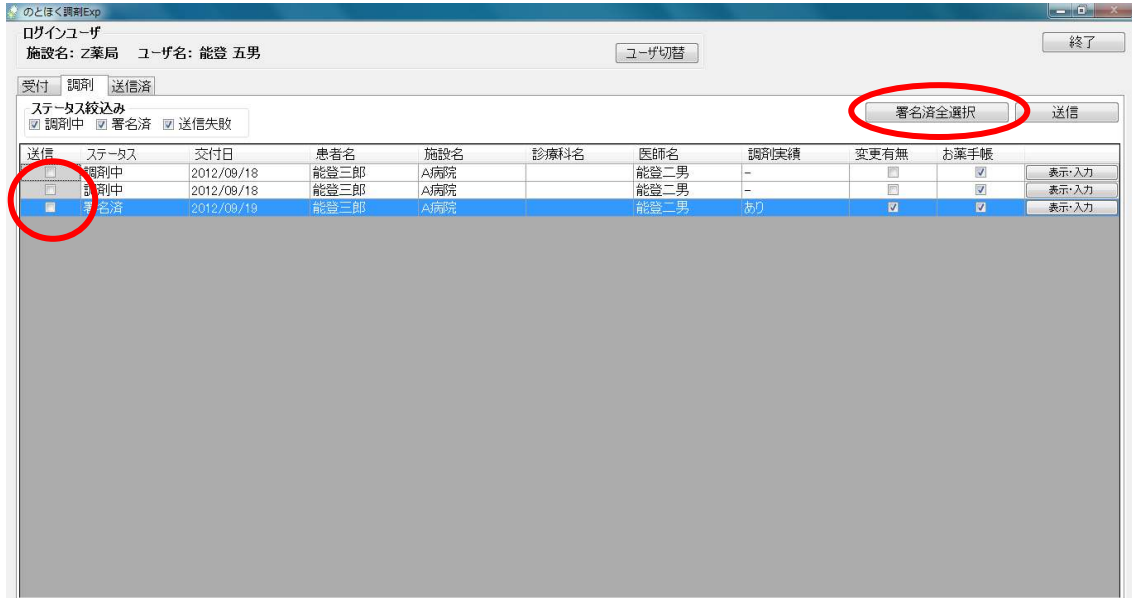 のとほく調剤Exp
ログインユーザ
施設名: Z薬局 ユーザ名: 能登 五男
ユーザ切替
終了
受付 調剤 送信済
ステータス絞込み
調剤中 署名済 送信失敗
署名済全選択 送信
送信 ステータス 交付日 患者名 施設名 診療科名 医師名 調剤実績 変更有無 お薬手帳
調剤中 2012/09/18 能登三郎 A病院 能登二男 - 表示・入力
調剤中 2012/09/18 能登三郎 A病院 能登二男 - 表示・入力
署名済 2012/09/19 能登三郎 A病院 能登二男 あり 表示・入力